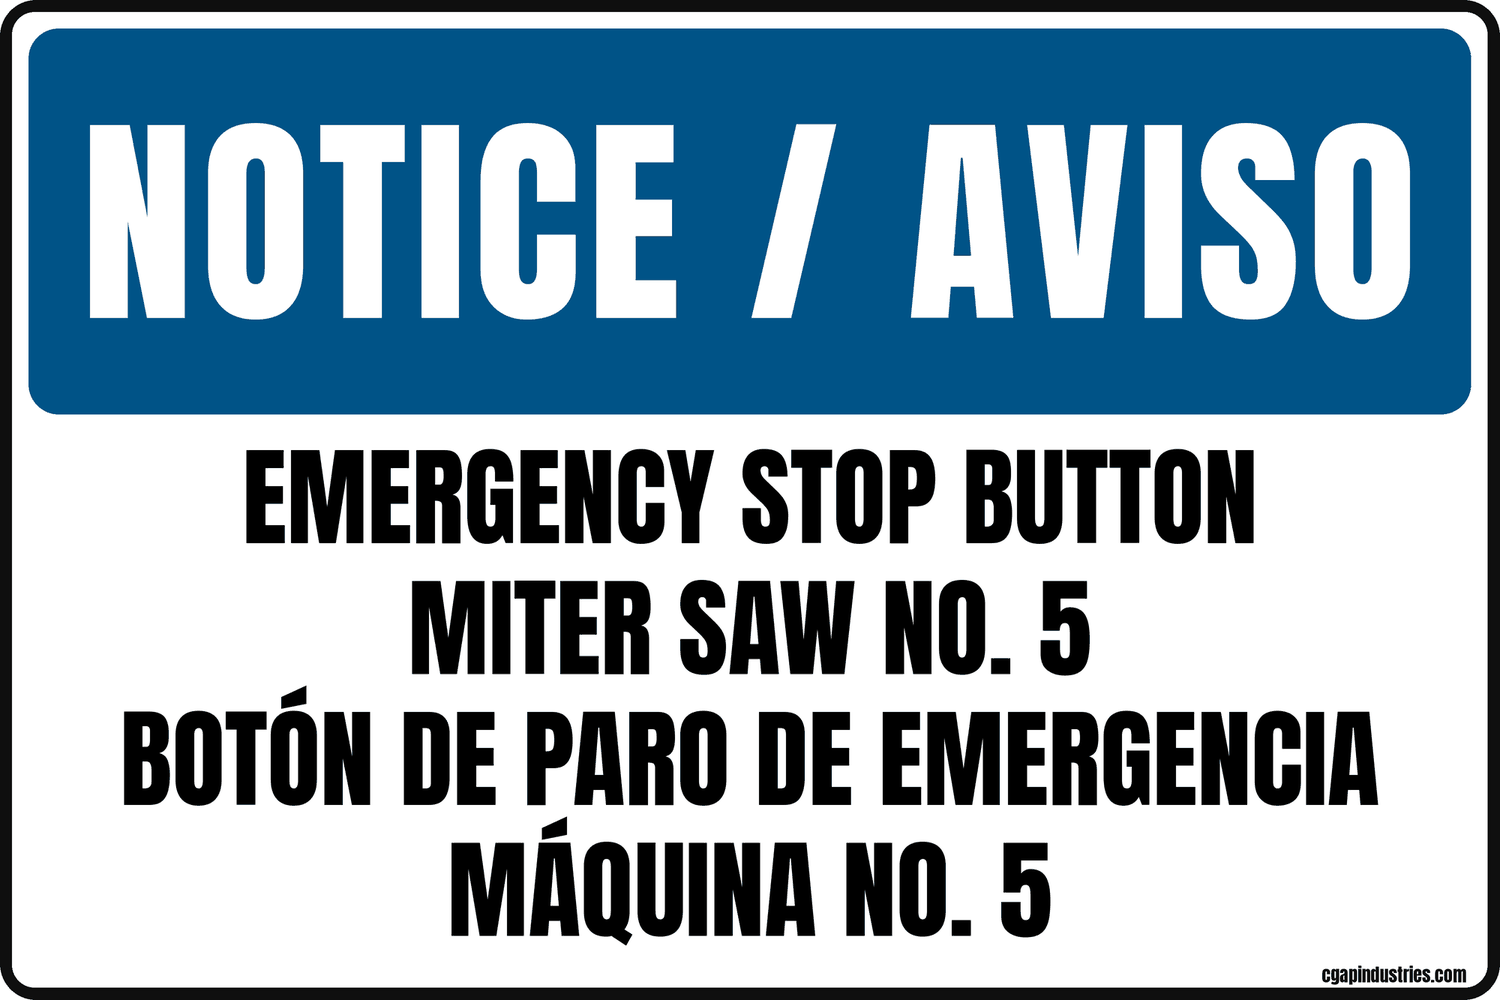 NOTICE / AVISO
EMERGENCY STOP BUTTON
MITER SAW NO. 5
BOTÓN DE PARO DE EMERGENCIA
MÁQUINA NO. 5
cgapindustries.com